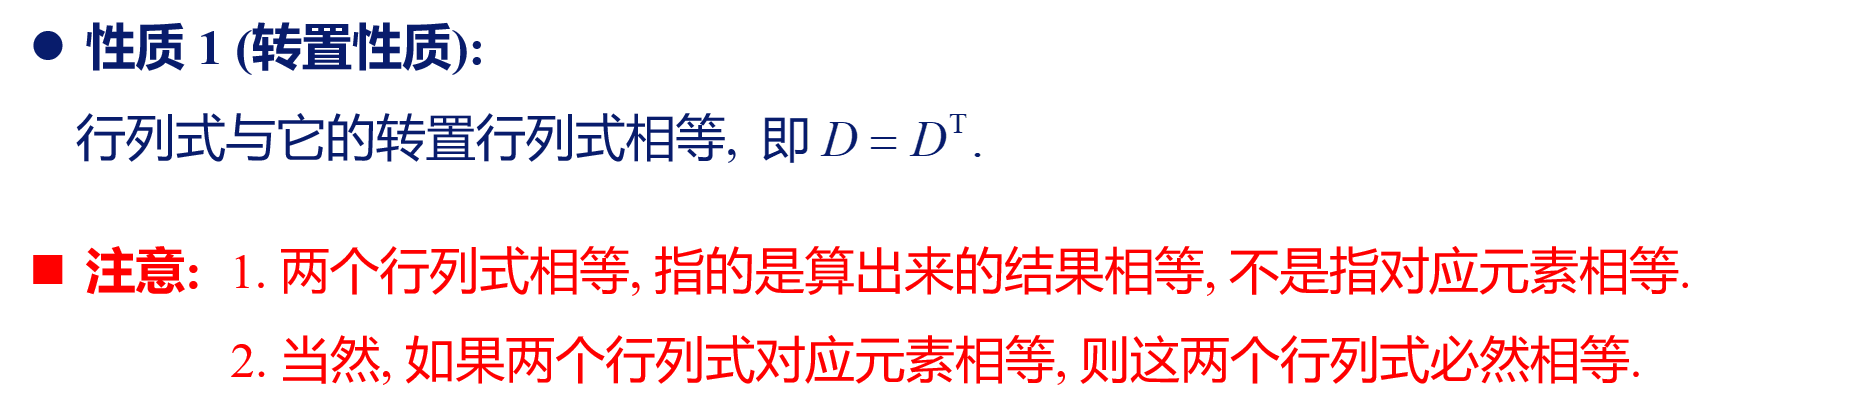 ● 性质 1 (转置性质):
行列式与它的转置行列式相等, 即 D = Dᵀ.
■ 注意: 1. 两个行列式相等, 指的是算出来的结果相等, 不是指对应元素相等.
2. 当然, 如果两个行列式对应元素相等, 则这两个行列式必然相等.